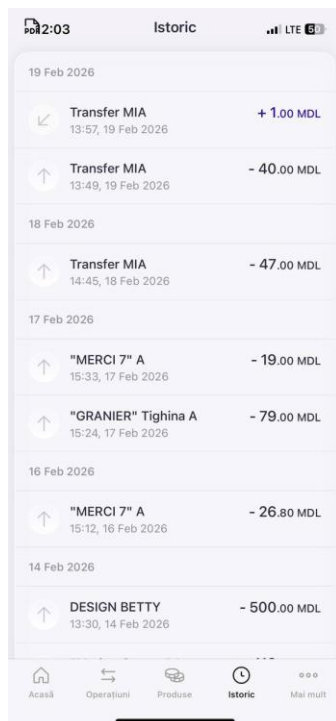 PDF 2:03
Istoric
LTE 50
19 Feb 2026
Transfer MIA
+ 1.00 MDL
13:57, 19 Feb 2026
Transfer MIA
- 40.00 MDL
13:49, 19 Feb 2026
18 Feb 2026
Transfer MIA
- 47.00 MDL
14:45, 18 Feb 2026
17 Feb 2026
"MERCI 7" A
- 19.00 MDL
15:33, 17 Feb 2026
"GRANIER" Tighina A
- 79.00 MDL
15:24, 17 Feb 2026
16 Feb 2026
"MERCI 7" A
- 26.80 MDL
15:12, 16 Feb 2026
14 Feb 2026
DESIGN BETTY
- 500.00 MDL
13:30, 14 Feb 2026
Acasă
Operațiuni
Produse
Istoric
Mai mult